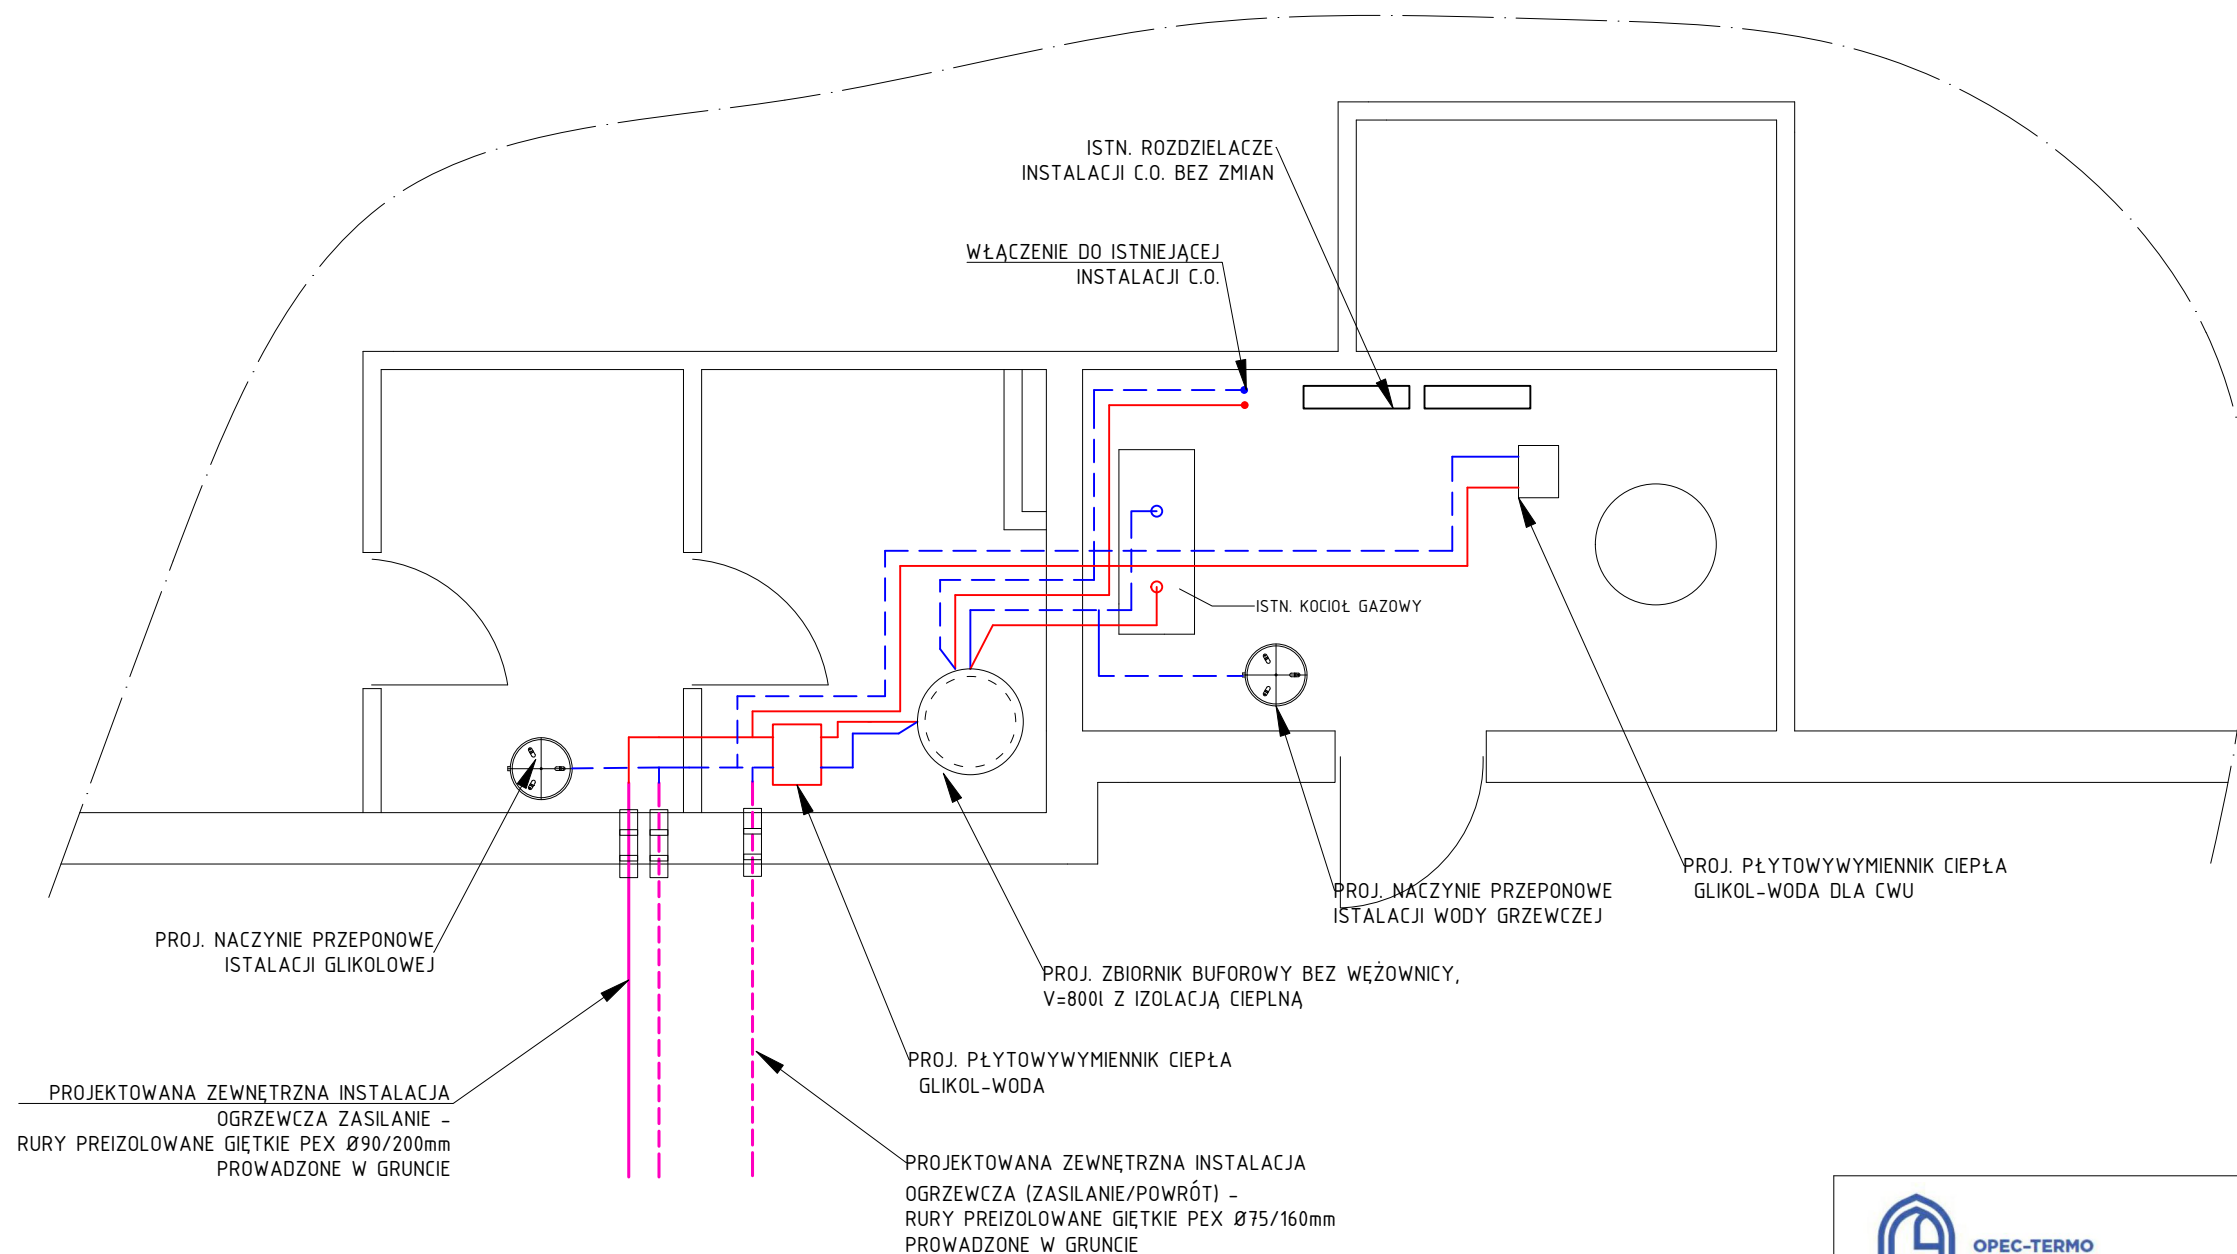 ISTN. ROZDZIELACZE
INSTALACJI C.O. BEZ ZMIAN
WŁĄCZENIE DO ISTNIEJĄCEJ
INSTALACJI C.O.
ISTN. KOCIOŁ GAZOWY
PROJ. PŁYTOWYWYMIENNIK CIEPŁA
GLIKOL-WODA DLA CWU
PROJ. NACZYNIE PRZEPONOWE
ISTALACJI WODY GRZEWCZEJ
PROJ. NACZYNIE PRZEPONOWE
ISTALACJI GLIKOLOWEJ
PROJ. ZBIORNIK BUFOROWY BEZ WĘŻOWNICY,
V=800l Z IZOLACJĄ CIEPLNĄ
PROJ. PŁYTOWYWYMIENNIK CIEPŁA
GLIKOL-WODA
PROJEKTOWANA ZEWNĘTRZNA INSTALACJA
OGRZEWCZA ZASILANIE -
RURY PREIZOLOWANE GIĘTKIE PEX Ø90/200mm
PROWADZONE W GRUNCIE
PROJEKTOWANA ZEWNĘTRZNA INSTALACJA
OGRZEWCZA (ZASILANIE/POWRÓT) -
RURY PREIZOLOWANE GIĘTKIE PEX Ø75/160mm
PROWADZONE W GRUNCIE
OPEC-TERMO